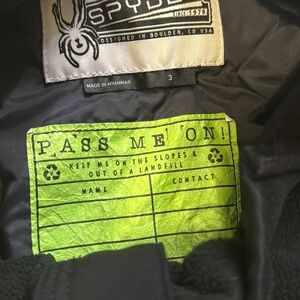 SPYDER
SINCE 1978
DESIGNED IN BOULDER, CO USA
MADE IN MYANMAR 3
PASS ME ON!
KEEP ME ON THE SLOPES &
OUT OF A LANDFILL
NAME CONTACT